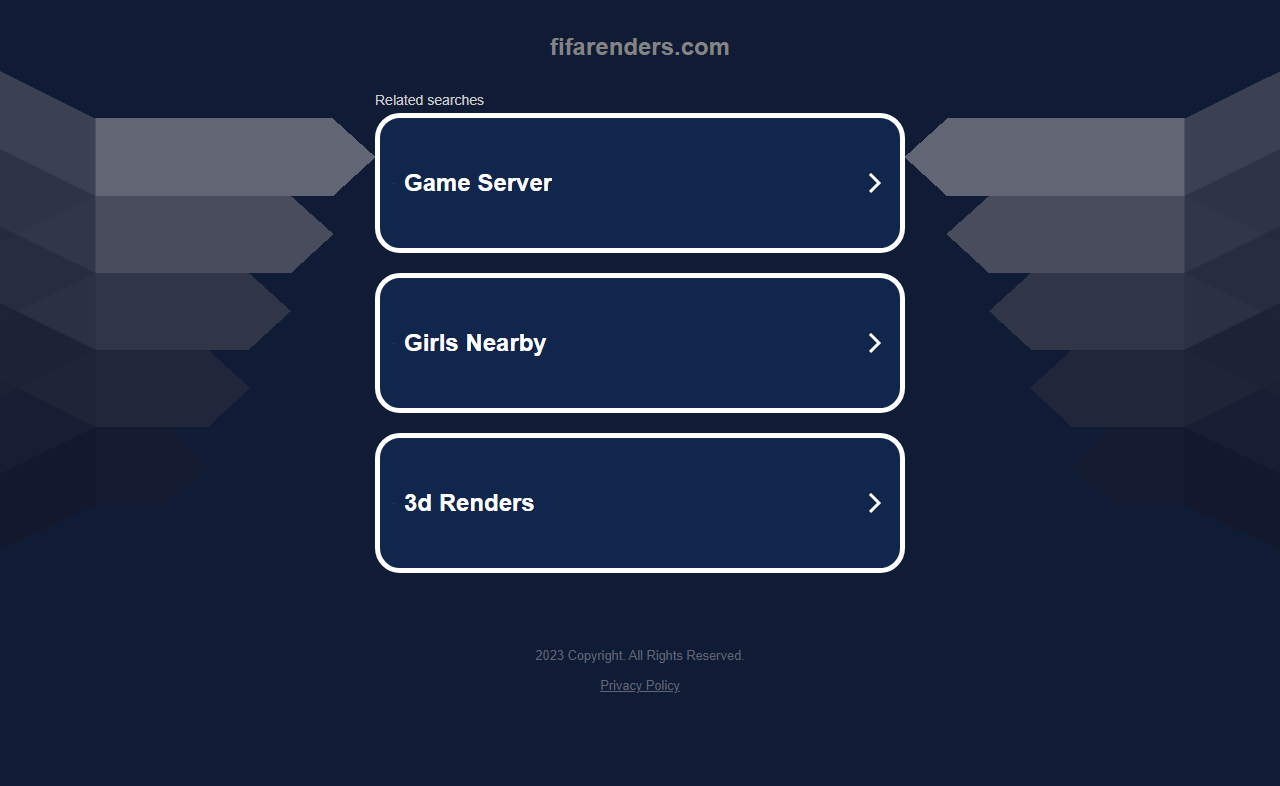 fifarenders.com
Related searches
Game Server
Girls Nearby
3d Renders
2023 Copyright. All Rights Reserved.
Privacy Policy